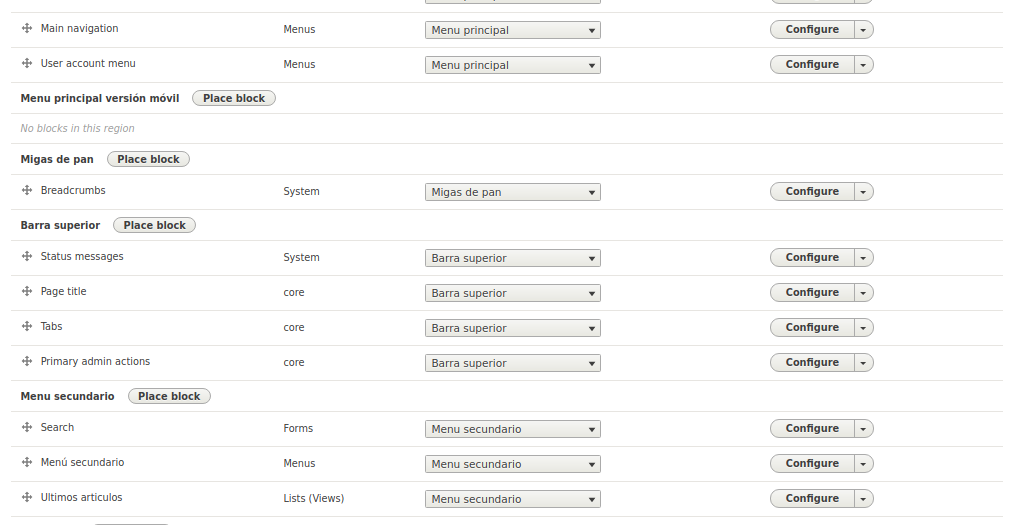 Main navigation Menus Menu principal Configure
User account menu Menus Menu principal Configure
Menu principal versión móvil Place block
No blocks in this region
Migas de pan Place block
Breadcrumbs System Migas de pan Configure
Barra superior Place block
Status messages System Barra superior Configure
Page title core Barra superior Configure
Tabs core Barra superior Configure
Primary admin actions core Barra superior Configure
Menu secundario Place block
Search Forms Menu secundario Configure
Menú secundario Menus Menu secundario Configure
Ultimos articulos Lists (Views) Menu secundario Configure